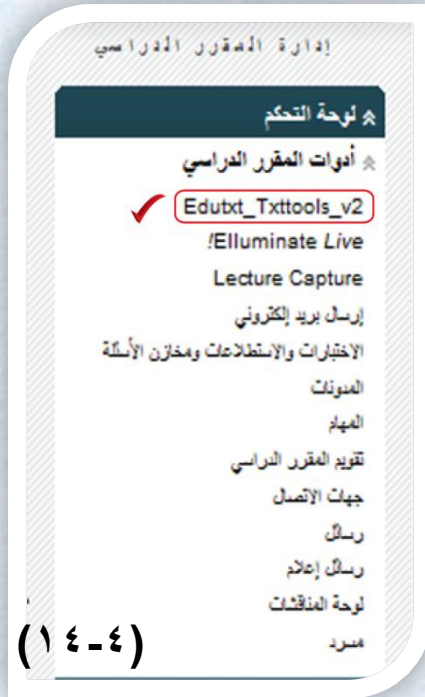 إدارة المقرر الدراسي
لوحة التحكم
أدوات المقرر الدراسي
Edutxt_Txttools_v2
!Elluminate Live
Lecture Capture
إرسال بريد إلكتروني
الاختبارات والاستطلاعات ومخازن الأسئلة
المدونات
المهام
تقويم المقرر الدراسي
جهات الاتصال
رسائل
رسائل إعلام
لوحة المناقشات
مسرد
(٤-١٤)